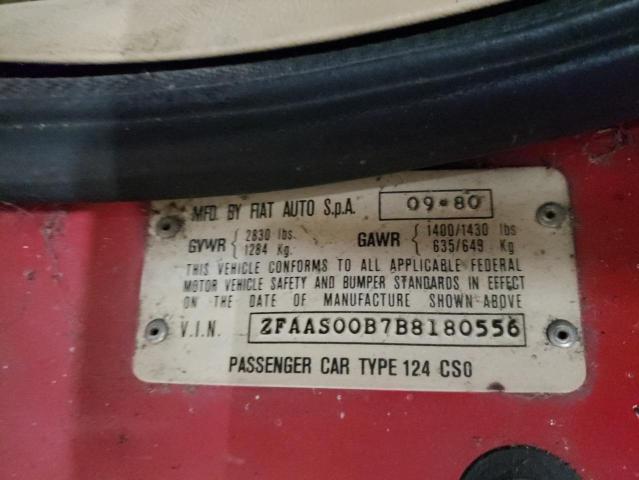 MFD. BY FIAT AUTO S.p.A. 09-80
GVWR { 2830 lbs. 1284 Kg. GAWR { 1400/1430 lbs 635/649 Kg
THIS VEHICLE CONFORMS TO ALL APPLICABLE FEDERAL
MOTOR VEHICLE SAFETY AND BUMPER STANDARDS IN EFFECT
ON THE DATE OF MANUFACTURE SHOWN ABOVE
V.I.N. ZFAAS00B7B8180556
PASSENGER CAR TYPE 124 CS0